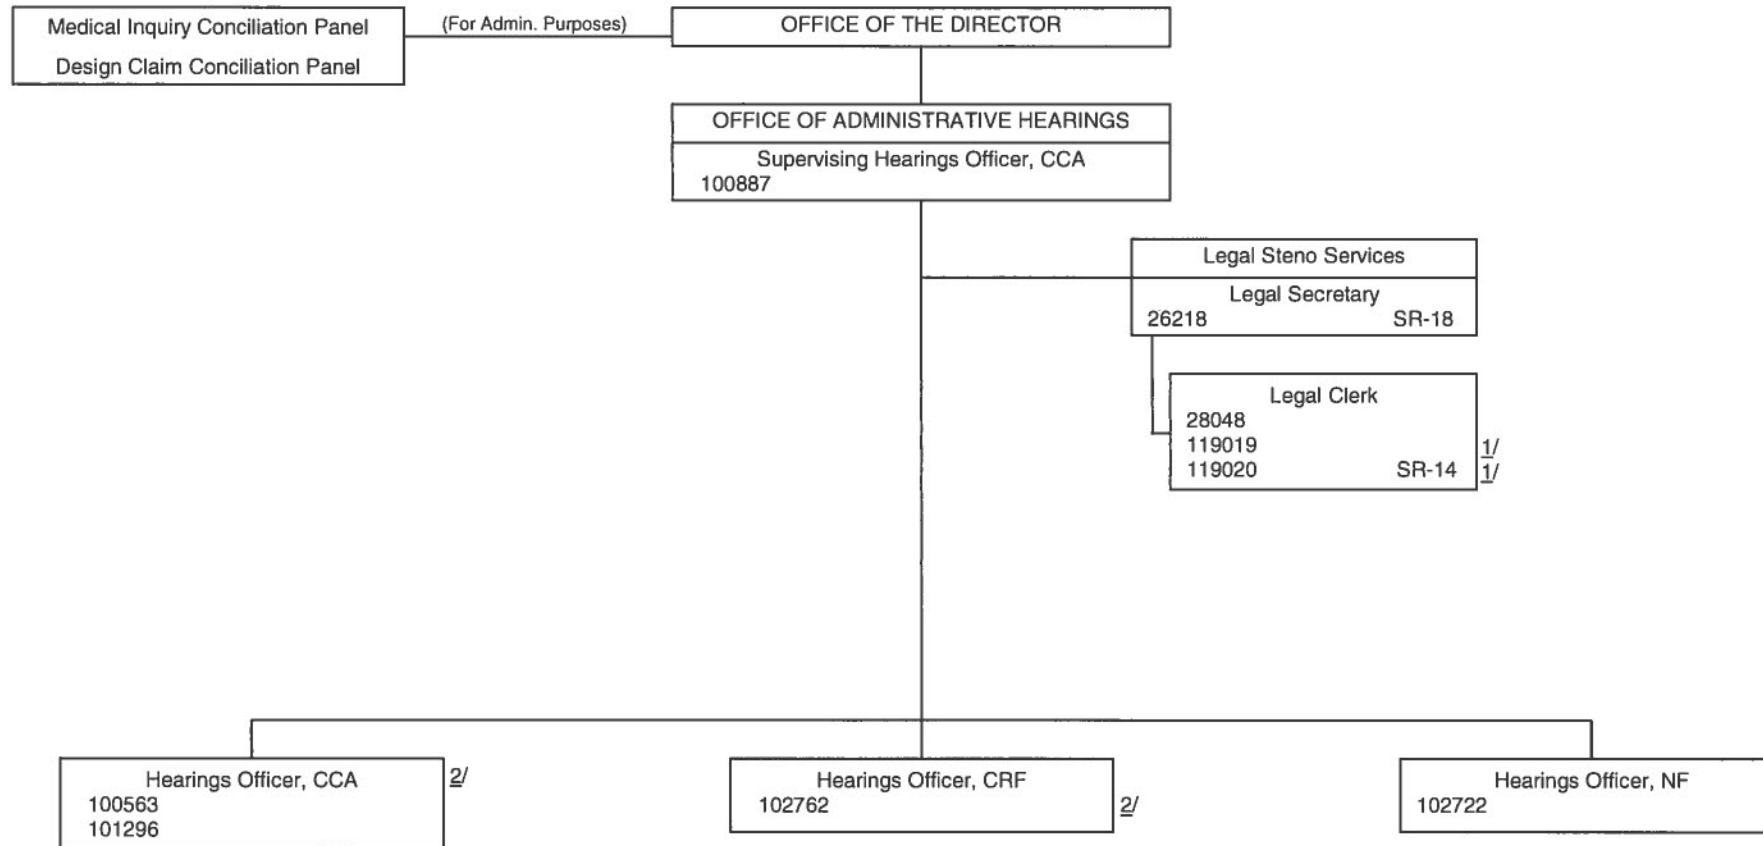 Medical Inquiry Conciliation Panel
Design Claim Conciliation Panel
(For Admin. Purposes)
OFFICE OF THE DIRECTOR
OFFICE OF ADMINISTRATIVE HEARINGS
Supervising Hearings Officer, CCA
100887
Legal Steno Services
Legal Secretary
26218 SR-18
Legal Clerk
28048
119019 1/
119020 SR-14 1/
Hearings Officer, CCA 2/
100563
101296
Hearings Officer, CRF
102762 2/
Hearings Officer, NF
102722